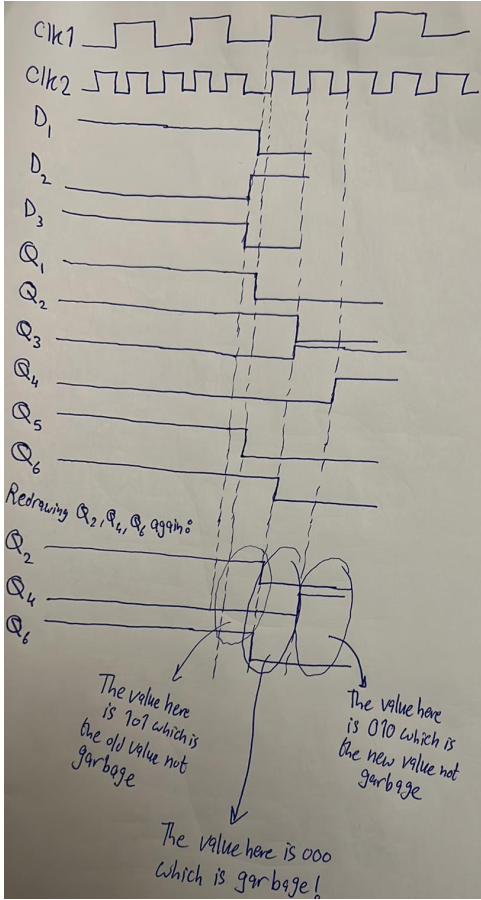 Clk1
Clk2
D1
D2
D3
Q1
Q2
Q3
Q4
Q5
Q6
Redrawing Q2, Q4, Q6 again:
Q2
Q4
Q6
The value here
is 101 which is
the old value not
garbage
The value here
is 010 which is
the new value not
garbage
The value here is 000
which is garbage!